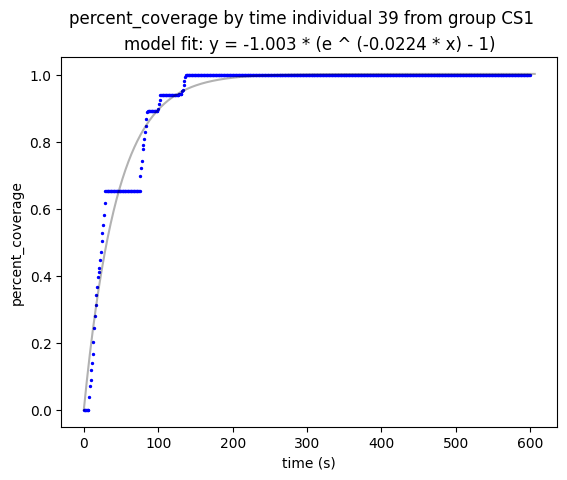 percent_coverage by time individual 39 from group CS1
model fit: y = -1.003 * (e ^ (-0.0224 * x) - 1)
1.0
0.8
0.6
0.4
0.2
0.0
percent_coverage
0 100 200 300 400 500 600
time (s)